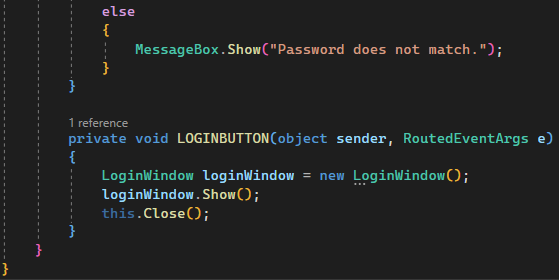 else
{
MessageBox.Show("Password does not match.");
}
}
1 reference
private void LOGINBUTTON(object sender, RoutedEventArgs e)
{
LoginWindow loginWindow = new LoginWindow();
loginWindow.Show();
this.Close();
}
}
}